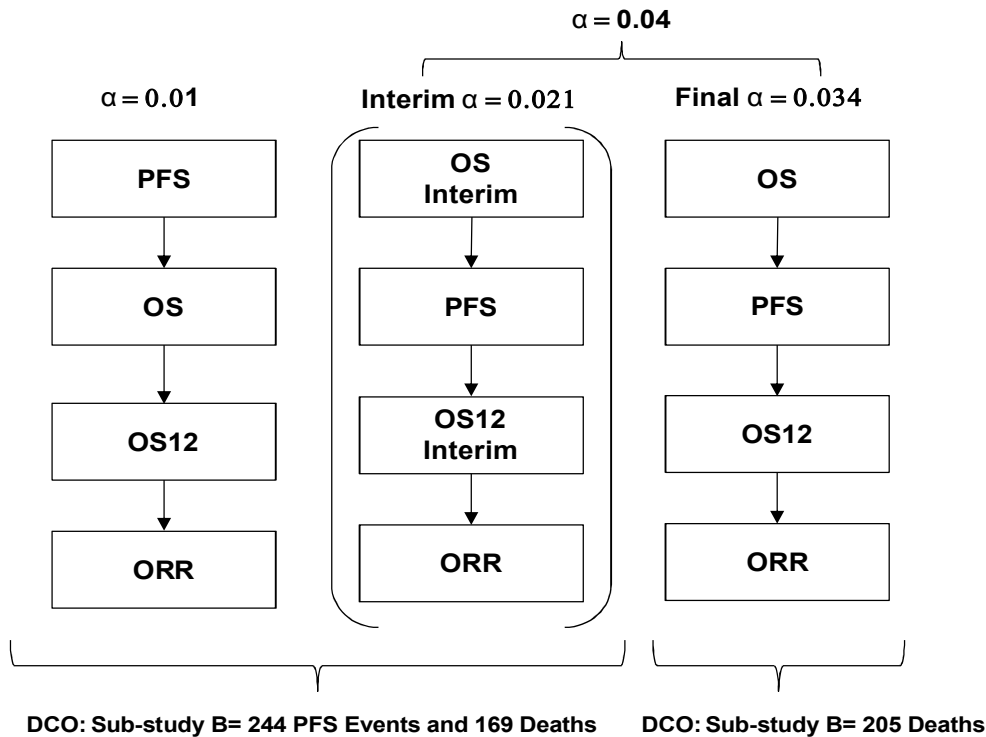 α = 0.04
α = 0.01
Interim α = 0.021
Final α = 0.034
PFS
OS
OS12
ORR
OS
Interim
PFS
OS12
Interim
ORR
OS
PFS
OS12
ORR
DCO: Sub-study B= 244 PFS Events and 169 Deaths
DCO: Sub-study B= 205 Deaths